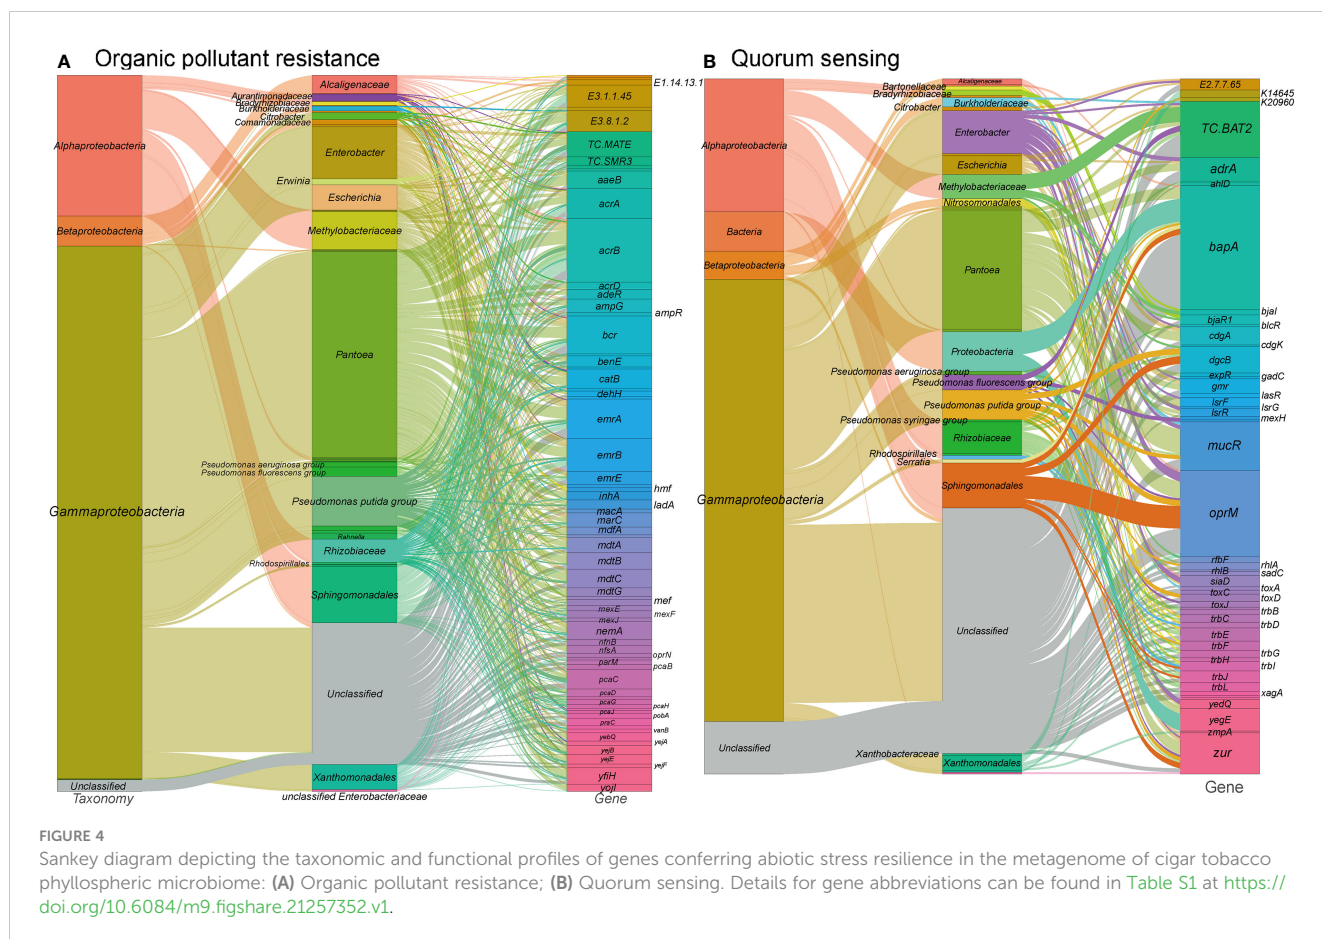 A Organic pollutant resistance
Alphaproteobacteria
Betaproteobacteria
Gammaproteobacteria
Unclassified
Taxonomy
Alcaligenaceae
Aurantimonadaceae
Bradyrhizobiaceae
Burkholderiaceae
Citrobacter
Comamonadaceae
Enterobacter
Erwinia
Escherichia
Methylobacteriaceae
Pantoea
Pseudomonas aeruginosa group
Pseudomonas fluorescens group
Pseudomonas putida group
Rahnella
Rhizobiaceae
Rhodospirillales
Sphingomonadales
Unclassified
Xanthomonadales
unclassified Enterobacteriaceae
E1.14.13.1
E3.1.1.45
E3.8.1.2
TC.MATE
TC.SMR3
aaeB
acrA
acrB
acrD
adeR
ampG
ampR
bcr
benE
catB
dehH
emrA
emrB
emrE
hmf
inhA
ladA
macA
marC
mdfA
mdtA
mdtB
mdtC
mdtG
mef
mexE
mexF
mexJ
nemA
nfnB
nfsA
oprN
parM
pcaB
pcaC
pcaD
pcaG
pcaH
pcaJ
pobA
praC
vanB
yebQ
yejA
yejB
yejE
yejF
yfiH
yojI
Gene
B Quorum sensing
Alphaproteobacteria
Bacteria
Betaproteobacteria
Gammaproteobacteria
Unclassified
Alcaligenaceae
Bartonellaceae
Bradyrhizobiaceae
Burkholderiaceae
Citrobacter
Enterobacter
Escherichia
Methylobacteriaceae
Nitrosomonadales
Pantoea
Proteobacteria
Pseudomonas aeruginosa group
Pseudomonas fluorescens group
Pseudomonas putida group
Pseudomonas syringae group
Rhizobiaceae
Rhodospirillales
Serratia
Sphingomonadales
Unclassified
Xanthobacteraceae
Xanthomonadales
E2.7.7.65
K14645
K20960
TC.BAT2
adrA
ahlD
bapA
bjaI
bjaR1
blcR
cdgA
cdgK
dgcB
expR
gadC
gmr
lasR
lsrF
lsrG
lsrR
mexH
mucR
oprM
rfbF
rhlA
rhlB
sadC
siaD
toxA
toxC
toxD
toxJ
trbB
trbC
trbD
trbE
trbF
trbG
trbH
trbI
trbJ
trbL
xagA
yedQ
yegE
zmpA
zur
Gene
FIGURE 4
Sankey diagram depicting the taxonomic and functional profiles of genes conferring abiotic stress resilience in the metagenome of cigar tobacco
phyllospheric microbiome: (A) Organic pollutant resistance; (B) Quorum sensing. Details for gene abbreviations can be found in Table S1 at https://
doi.org/10.6084/m9.figshare.21257352.v1.